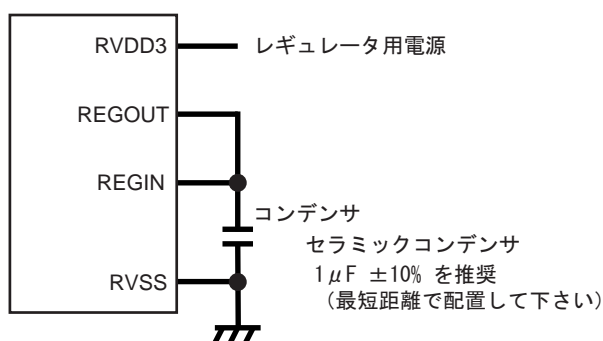 RVDD3 レギュレータ用電源
REGOUT
REGIN
コンデンサ
セラミックコンデンサ
RVSS 1μF ±10% を推奨
(最短距離で配置して下さい)